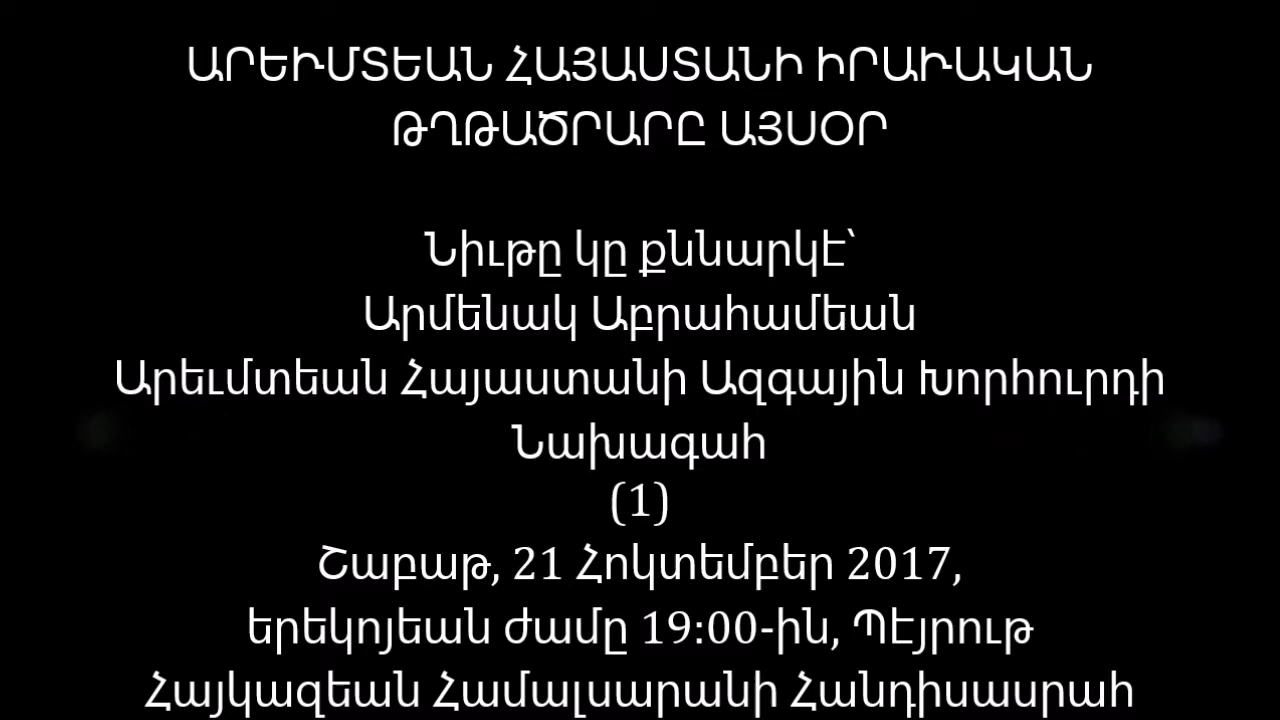 ԱՐԵՒՄՏԵԱՆ ՀԱՅԱՍՏԱՆԻ ԻՐԱՒԱԿԱՆ
ԹՂԹԱԾՐԱՐԸ ԱՅՍՕՐ
Նիւթը կը քննարկէ՝
Արմենակ Աբրահամեան
Արեւմտեան Հայաստանի Ազգային Խորհուրդի
Նախագահ
(1)
Շաբաթ, 21 Հոկտեմբեր 2017,
երեկոյեան ժամը 19:00-ին, Պէյրութ
Հայկազեան Համալսարանի Հանդիսասրահ